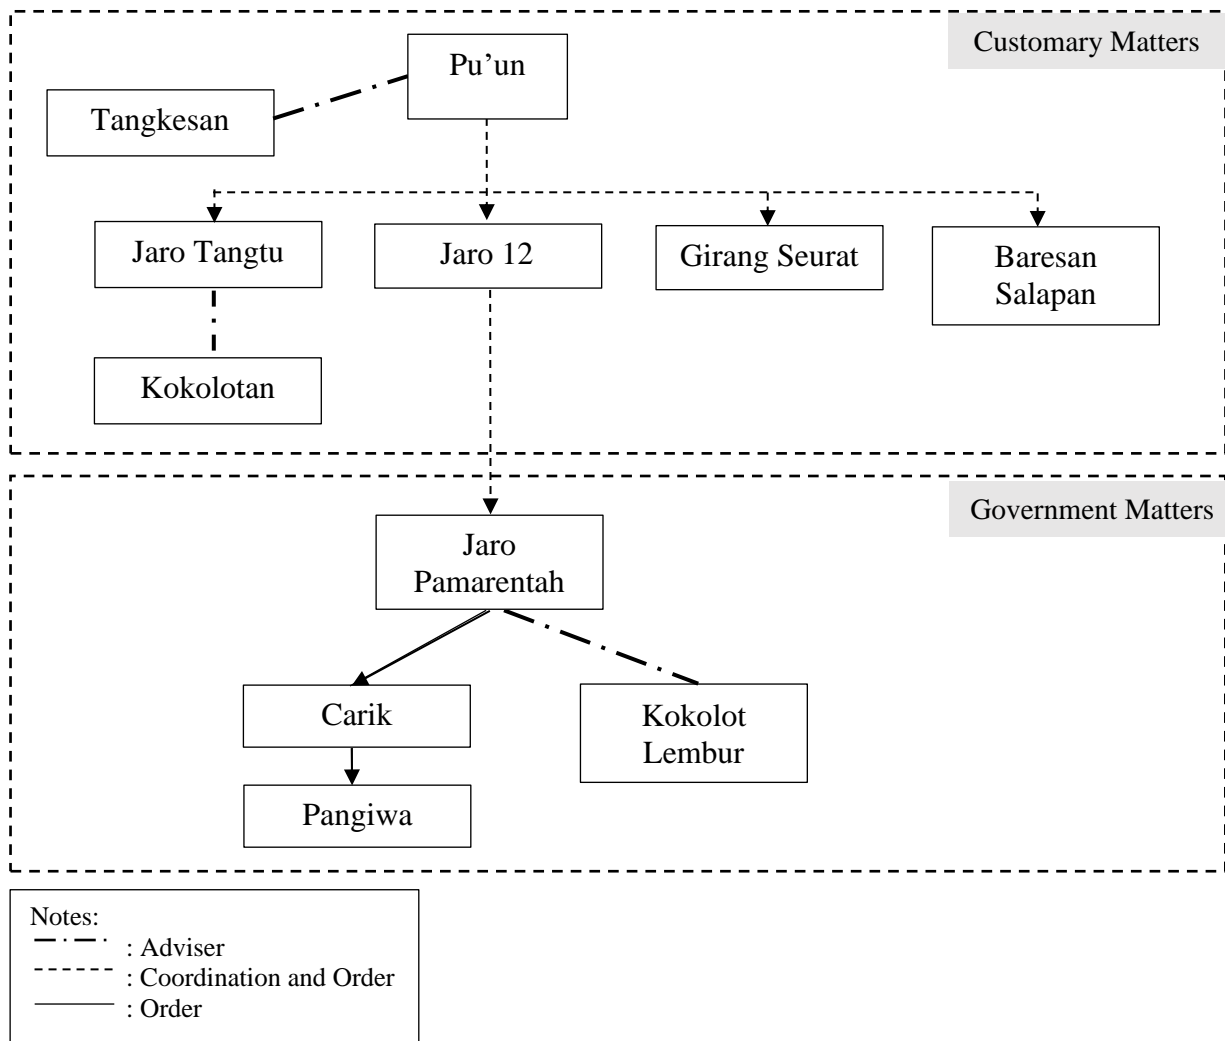 Customary Matters
Pu’un
Tangkesan
Jaro Tangtu
Jaro 12
Girang Seurat
Baresan
Salapan
Kokolotan
Government Matters
Jaro
Pamarentah
Carik
Kokolot
Lembur
Pangiwa
Notes:
: Adviser
: Coordination and Order
: Order